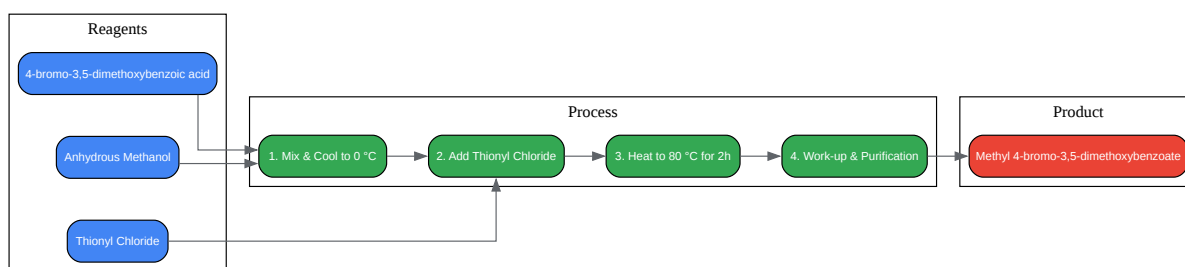 Reagents
4-bromo-3,5-dimethoxybenzoic acid
Anhydrous Methanol
Thionyl Chloride
Process
1. Mix & Cool to 0 °C
2. Add Thionyl Chloride
3. Heat to 80 °C for 2h
4. Work-up & Purification
Product
Methyl 4-bromo-3,5-dimethoxybenzoate